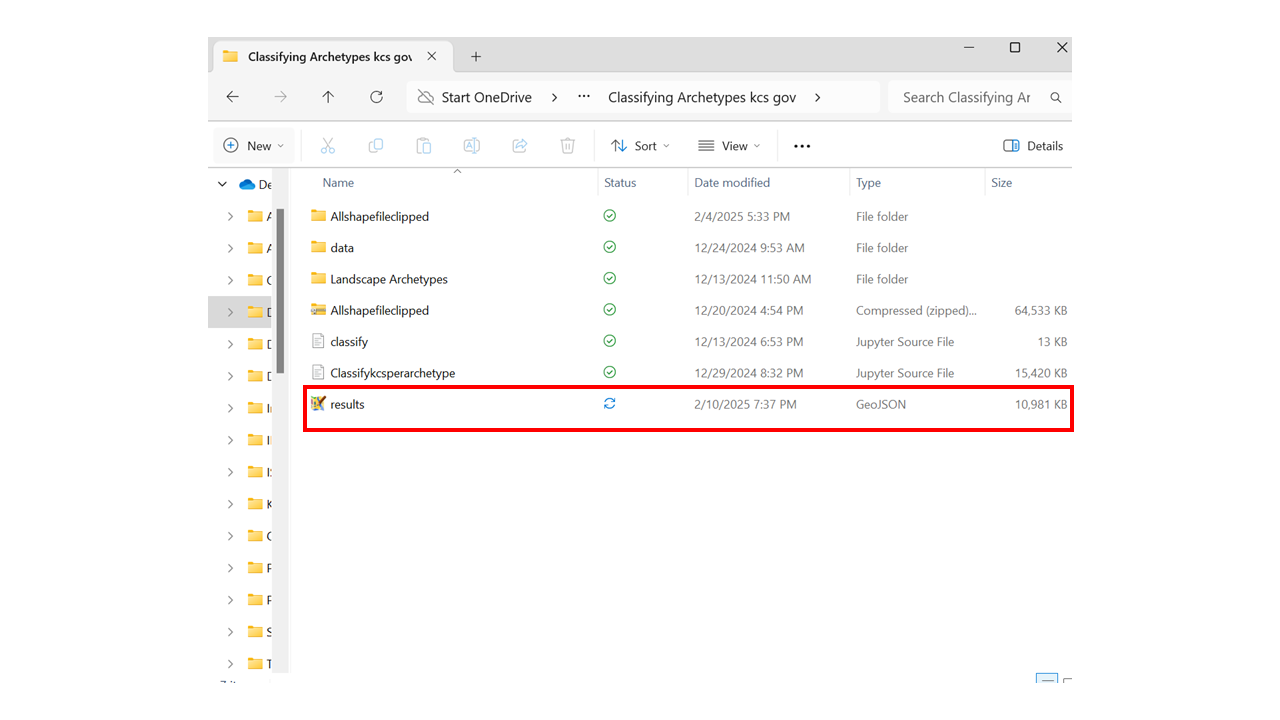 Classifying Archetypes kcs gov
Start OneDrive > ... Classifying Archetypes kcs gov > Search Classifying Ar
New Sort View ... Details
Name Status Date modified Type Size
Allshapefileclipped 2/4/2025 5:33 PM File folder
data 12/24/2024 9:53 AM File folder
Landscape Archetypes 12/13/2024 11:50 AM File folder
Allshapefileclipped 12/20/2024 4:54 PM Compressed (zipped)... 64,533 KB
classify 12/13/2024 6:53 PM Jupyter Source File 13 KB
Classifykcsperarchetype 12/29/2024 8:32 PM Jupyter Source File 15,420 KB
results 2/10/2025 7:37 PM GeoJSON 10,981 KB